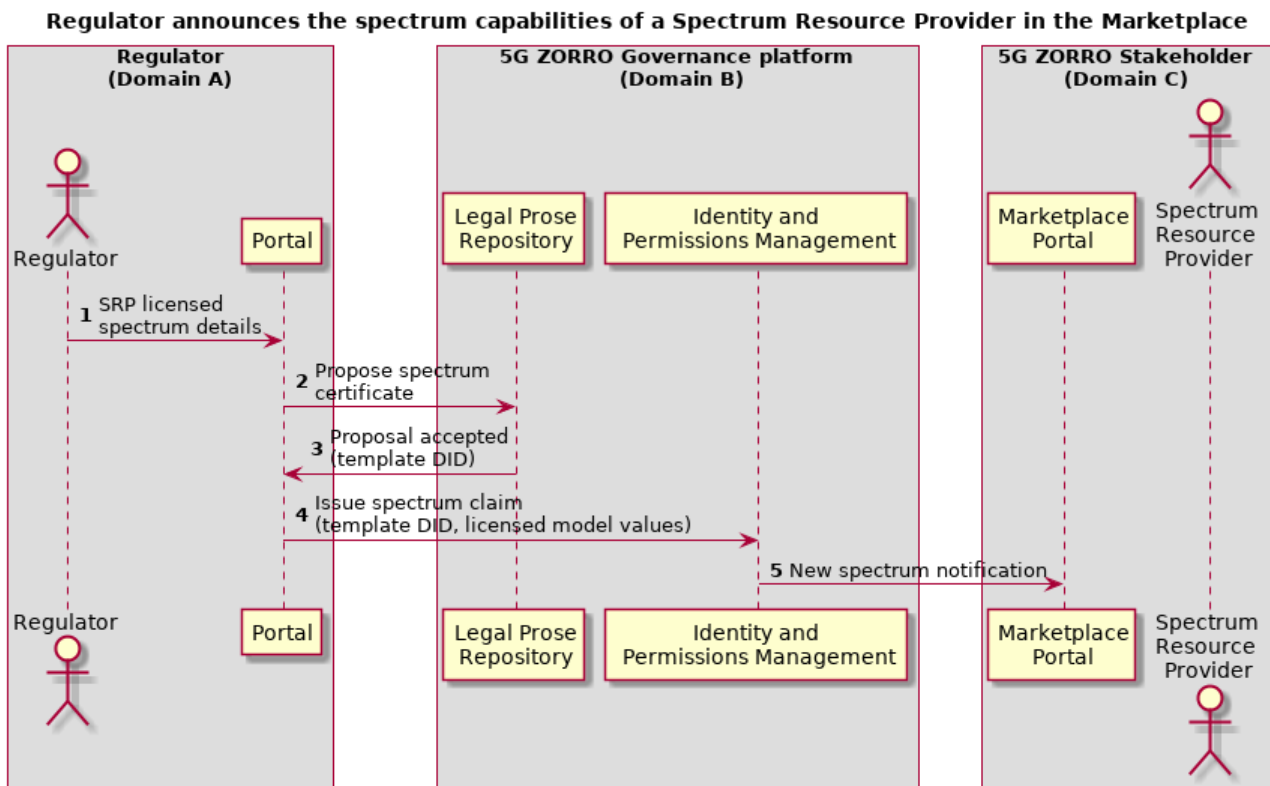 Regulator announces the spectrum capabilities of a Spectrum Resource Provider in the Marketplace
Regulator
(Domain A)
5G ZORRO Governance platform
(Domain B)
5G ZORRO Stakeholder
(Domain C)
Regulator
Portal
Legal Prose
Repository
Identity and
Permissions Management
Marketplace
Portal
Spectrum
Resource
Provider
1 SRP licensed
spectrum details
2 Propose spectrum
certificate
3 Proposal accepted
(template DID)
4 Issue spectrum claim
(template DID, licensed model values)
5 New spectrum notification
Regulator
Portal
Legal Prose
Repository
Identity and
Permissions Management
Marketplace
Portal
Spectrum
Resource
Provider